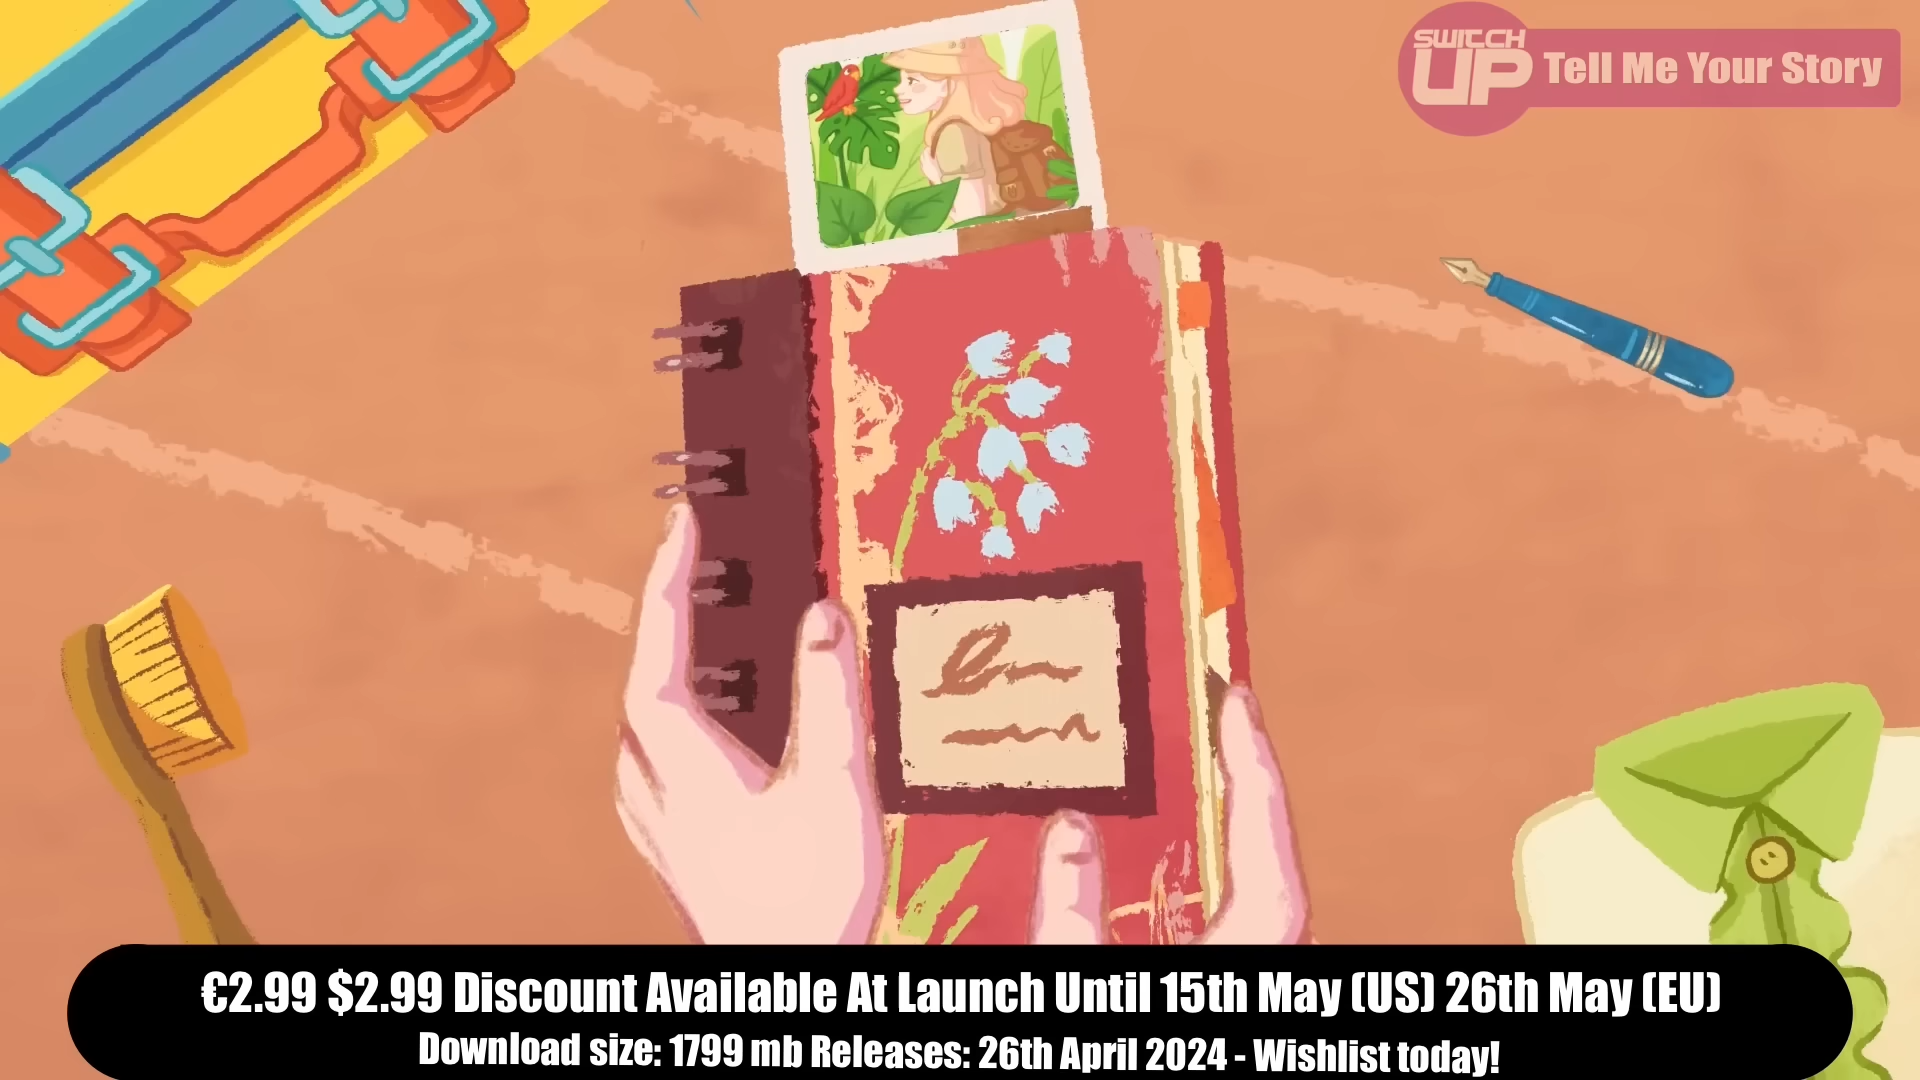 SWITCH
UP Tell Me Your Story
€2.99 $2.99 Discount Available At Launch Until 15th May (US) 26th May (EU)
Download size: 1799 mb Releases: 26th April 2024 - Wishlist today!